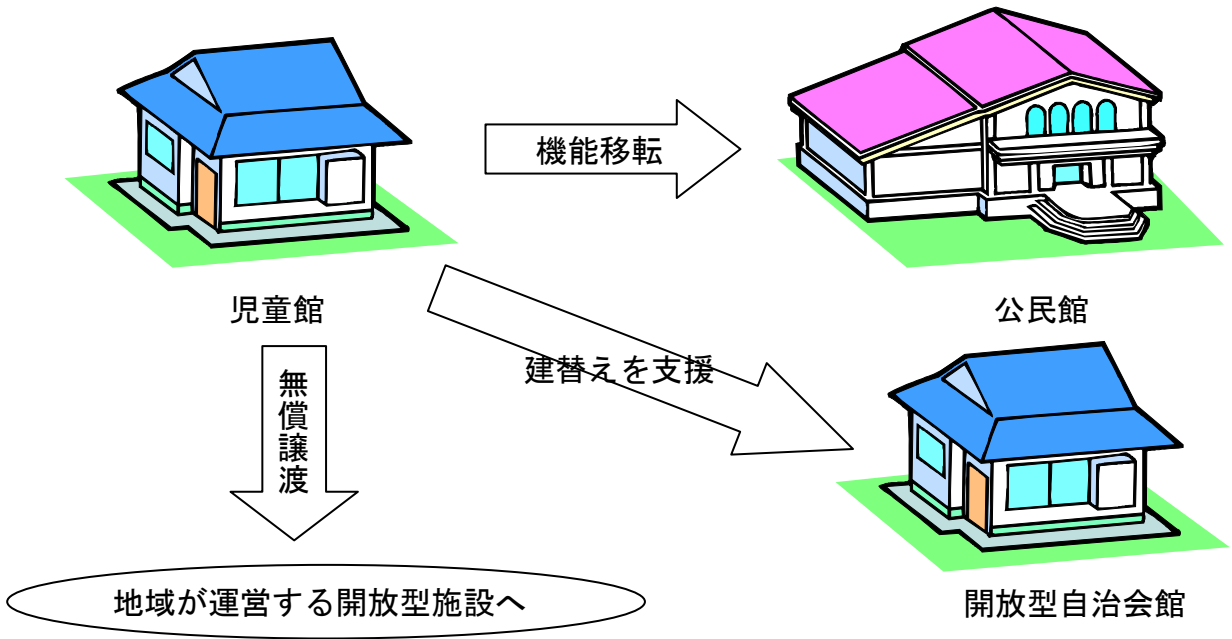 機能移転
児童館
公民館
建替えを支援
無償譲渡
地域が運営する開放型施設へ
開放型自治会館